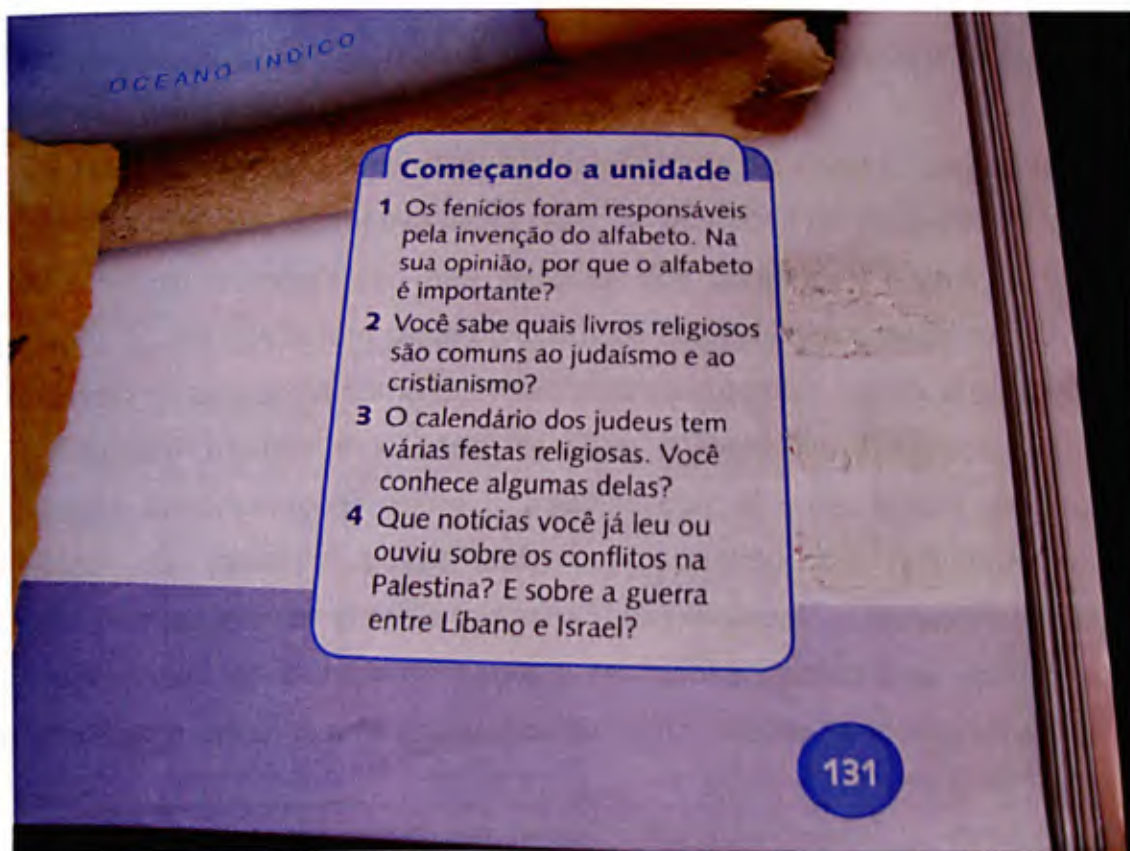 OCEANO INDICO
Começando a unidade
1 Os fenícios foram responsáveis
pela invenção do alfabeto. Na
sua opinião, por que o alfabeto
é importante?
2 Você sabe quais livros religiosos
são comuns ao judaísmo e ao
cristianismo?
3 O calendário dos judeus tem
várias festas religiosas. Você
conhece algumas delas?
4 Que notícias você já leu ou
ouviu sobre os conflitos na
Palestina? E sobre a guerra
entre Líbano e Israel?
131